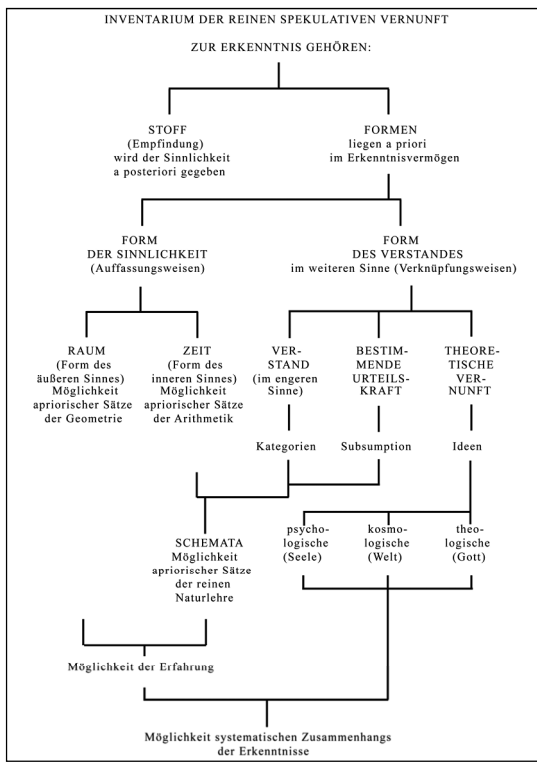 INVENTARIUM DER REINEN SPEKULATIVEN VERNUNFT
ZUR ERKENNTNIS GEHÖREN:
STOFF
(Empfindung)
wird der Sinnlichkeit
a posteriori gegeben
FORMEN
liegen a priori
im Erkenntnisvermögen
FORM
DER SINNLICHKEIT
(Auffassungsweisen)
FORM
DES VERSTANDES
im weiteren Sinne (Verknüpfungsweisen)
RAUM
(Form des
äußeren Sinnes)
Möglichkeit
apriorischer Sätze
der Geometrie
ZEIT
(Form des
inneren Sinnes)
Möglichkeit
apriorischer Sätze
der Arithmetik
VER-
STAND
(im engeren
Sinne)
BESTIM-
MENDE
URTEILS-
KRAFT
THEORE-
TISCHE
VER-
NUNFT
Kategorien
Subsumption
Ideen
SCHEMATA
Möglichkeit
apriorischer Sätze
der reinen
Naturlehre
psycho-
logische
(Seele)
kosmo-
logische
(Welt)
theo-
logische
(Gott)
Möglichkeit der Erfahrung
Möglichkeit systematischen Zusammenhangs
der Erkenntnisse